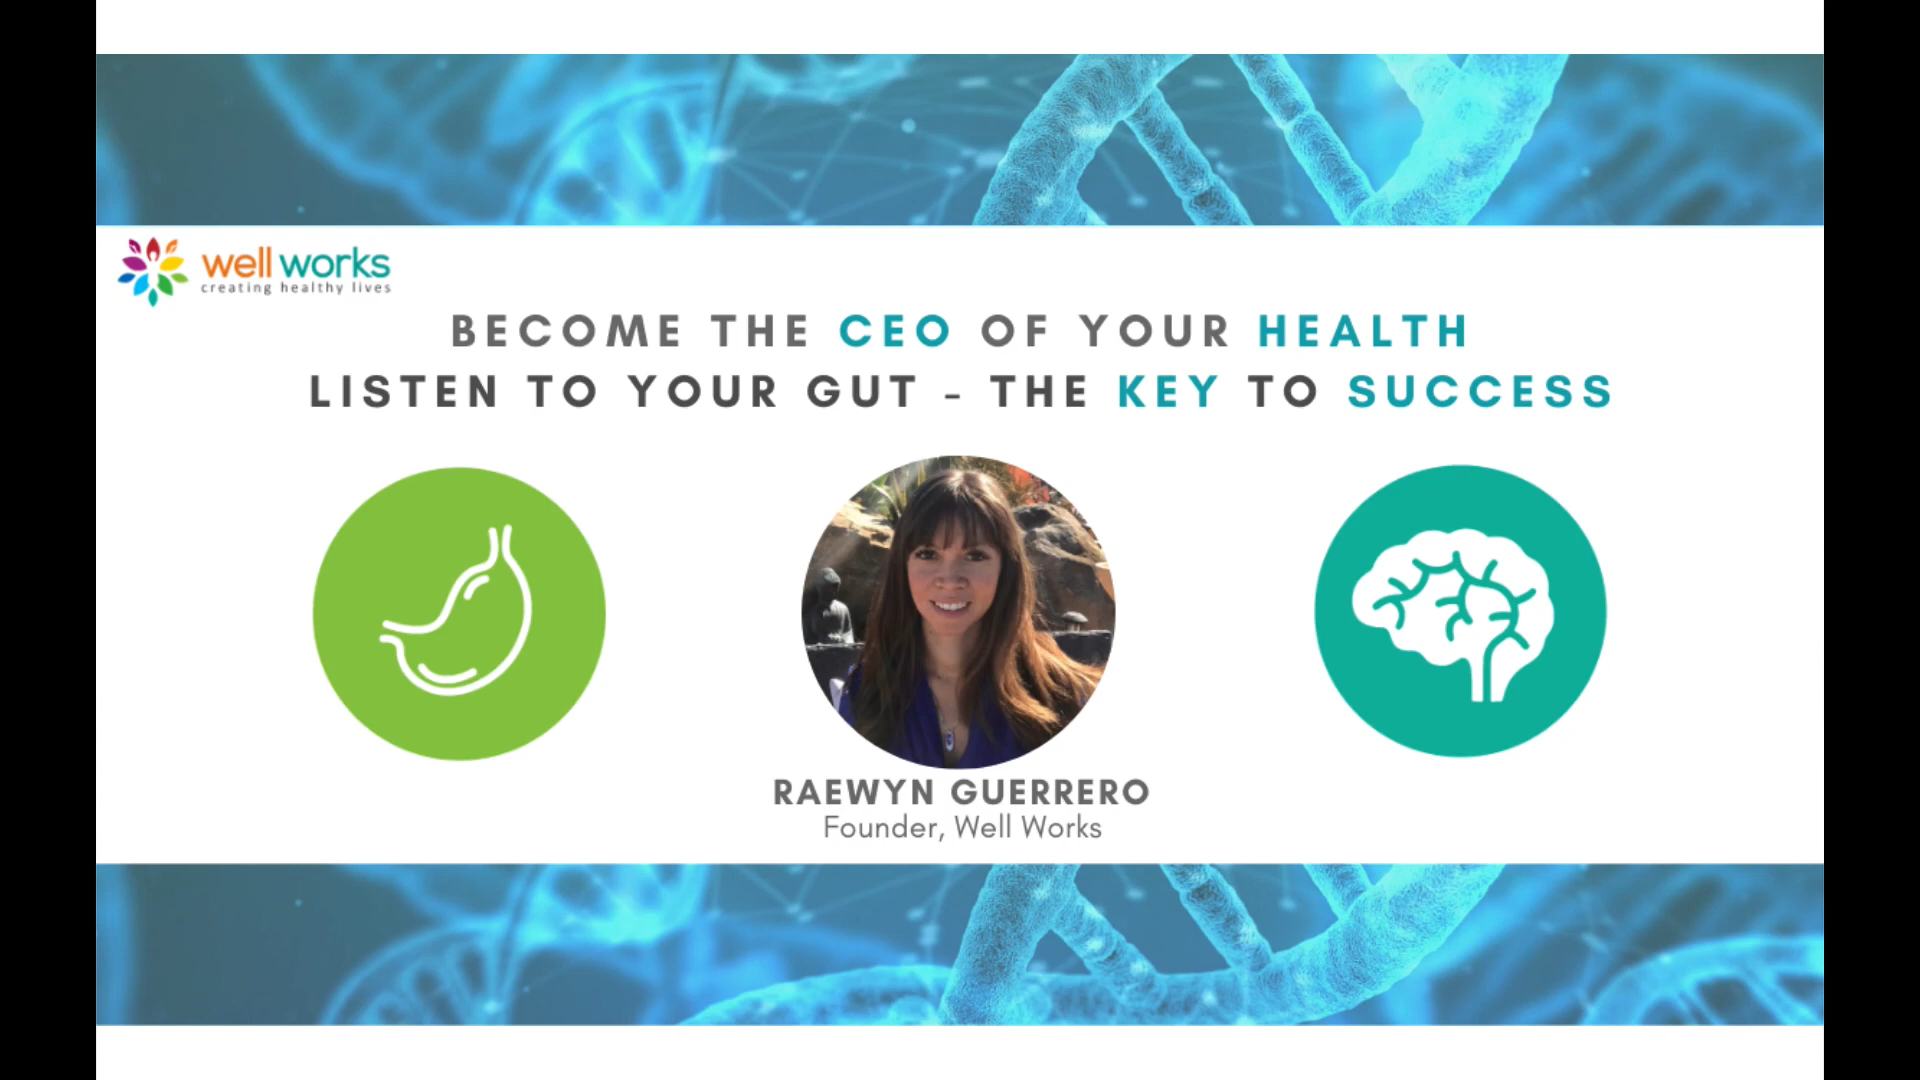 well works
creating healthy lives
BECOME THE CEO OF YOUR HEALTH
LISTEN TO YOUR GUT - THE KEY TO SUCCESS
RAEWYN GUERRERO
Founder, Well Works